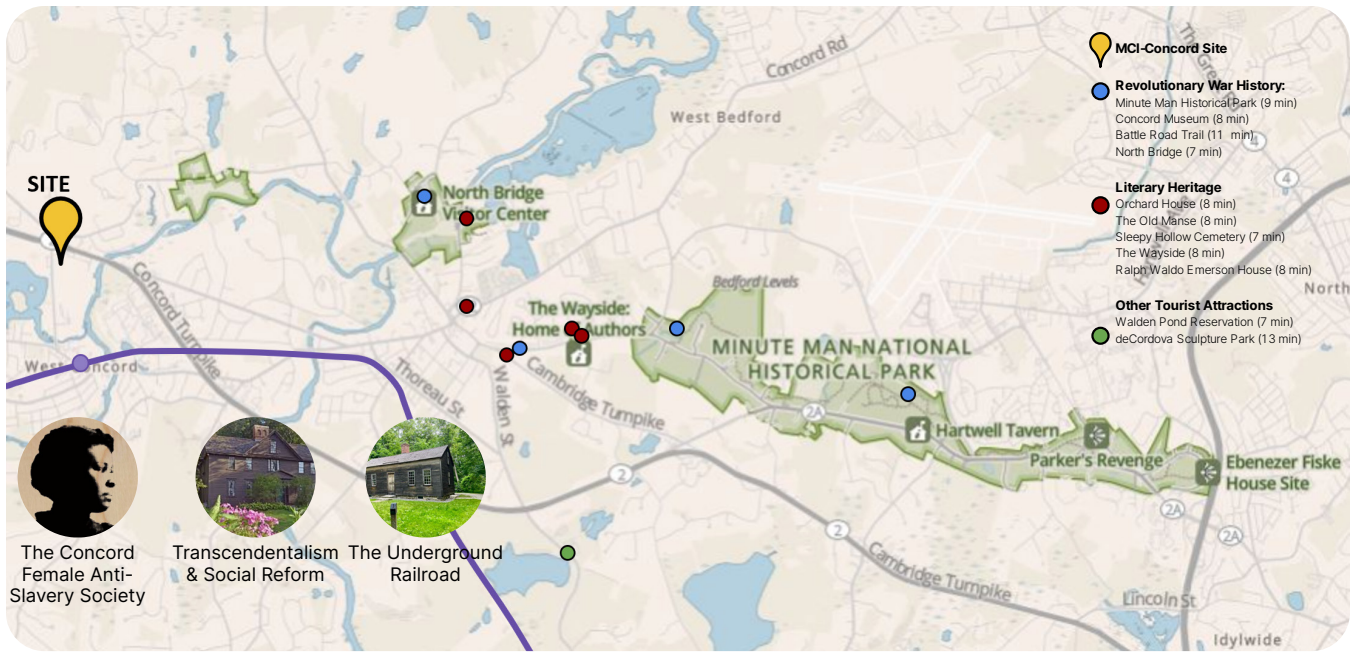 MCI-Concord Site
Revolutionary War History:
Minute Man Historical Park (9 min)
Concord Museum (8 min)
Battle Road Trail (11 min)
North Bridge (7 min)
Literary Heritage
Orchard House (8 min)
The Old Manse (8 min)
Sleepy Hollow Cemetery (7 min)
The Wayside (8 min)
Ralph Waldo Emerson House (8 min)
Other Tourist Attractions
Walden Pond Reservation (7 min)
deCordova Sculpture Park (13 min)
Concord Rd
West Bedford
4
4
SITE
North Bridge
Visitor Center
Concord Turnpike
Bedford Levels
North
The Wayside:
Home Authors
MINUTE MAN NATIONAL
HISTORICAL PARK
West Concord
Thoreau St
Walden St
Cambridge Turnpike
2A
Hartwell Tavern
Parker's Revenge
Ebenezer Fiske
House Site
2
2A
2A
2
Cambridge Turnpike
The Concord
Female Anti-
Slavery Society
Transcendentalism
& Social Reform
The Underground
Railroad
Lincoln St
Idylwide